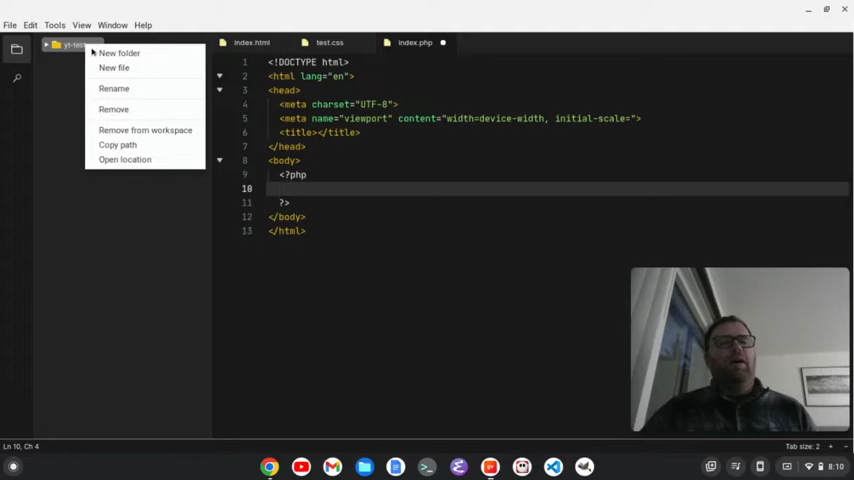 File Edit Tools View Window Help
yt-test
index.html test.css index.php
New folder
New file
Rename
Remove
Remove from workspace
Copy path
Open location
1 <!DOCTYPE html>
2 <html lang="en">
3 <head>
4 <meta charset="UTF-8">
5 <meta name="viewport" content="width=device-width, initial-scale=">
6 <title></title>
7 </head>
8 <body>
9 <?php
10
11 ?>
12 </body>
13 </html>
Ln 10, Ch 4
Tab size: 2 + -
8:10